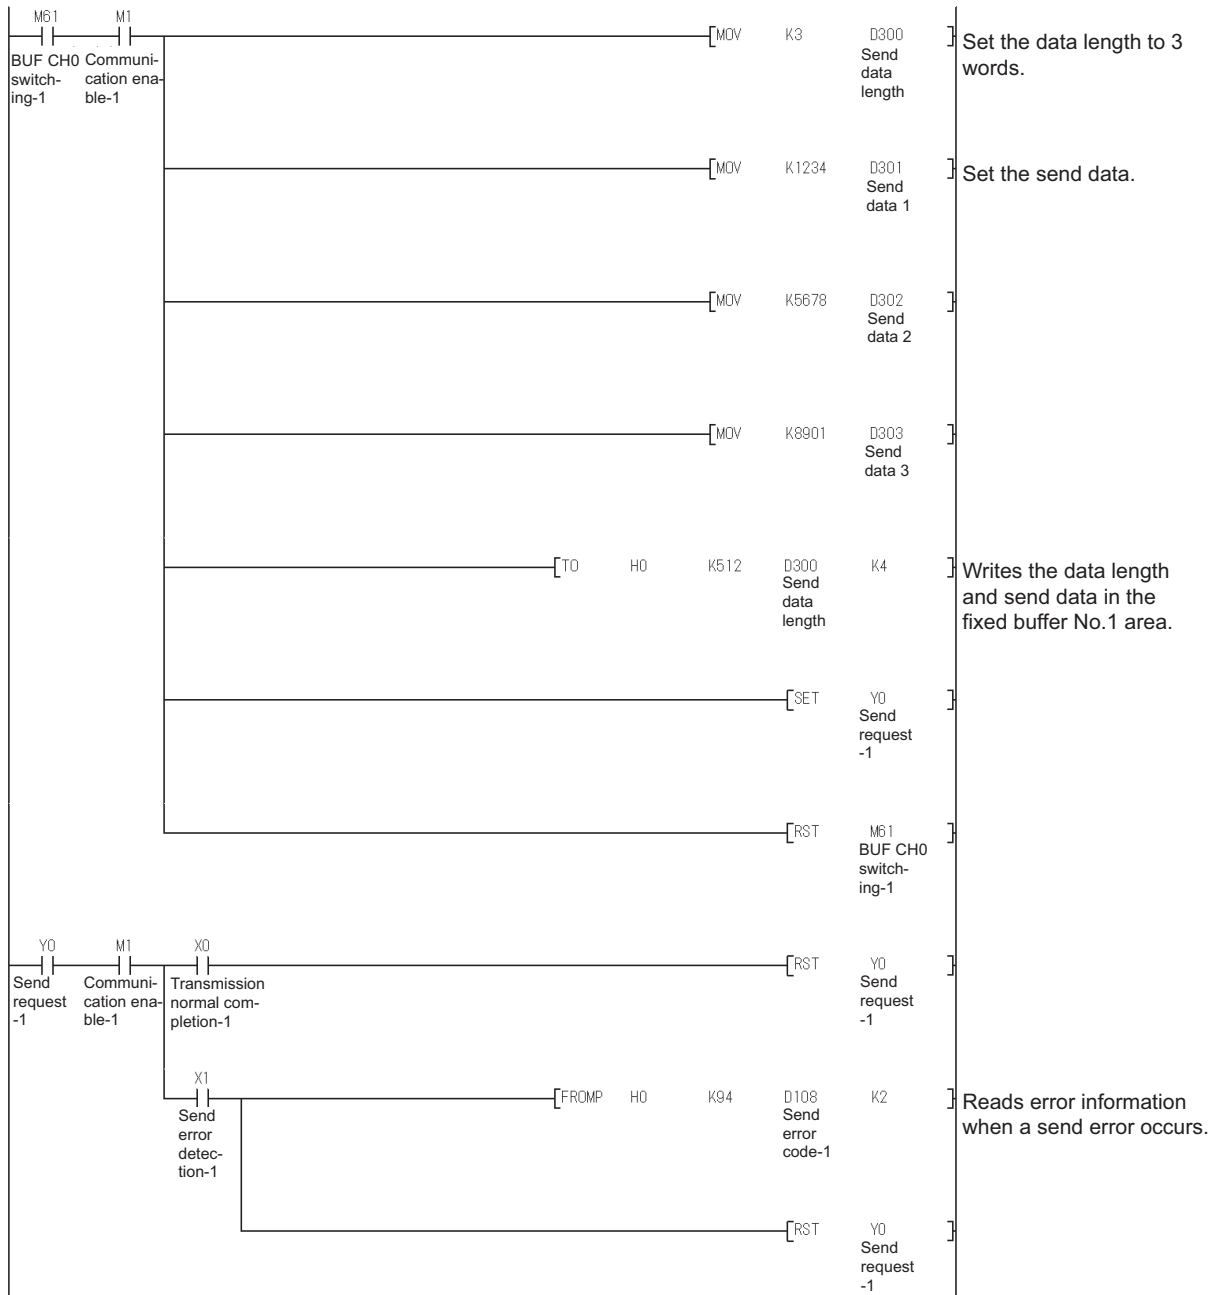 M61 M1
BUF CH0 Communi-
switch- cation ena-
ing-1 ble-1
MOV K3 D300
Send
data
length
Set the data length to 3
words.
MOV K1234 D301
Send
data 1
Set the send data.
MOV K5678 D302
Send
data 2
MOV K8901 D303
Send
data 3
TO H0 K512 D300 K4
Send
data
length
Writes the data length
and send data in the
fixed buffer No.1 area.
SET Y0
Send
request
-1
RST M61
BUF CH0
switch-
ing-1
Y0 M1 X0
Send Communi- Transmission
request cation ena- normal com-
-1 ble-1 pletion-1
RST Y0
Send
request
-1
X1
Send
error
detec-
tion-1
FROMP H0 K94 D108 K2
Send
error
code-1
Reads error information
when a send error occurs.
RST Y0
Send
request
-1